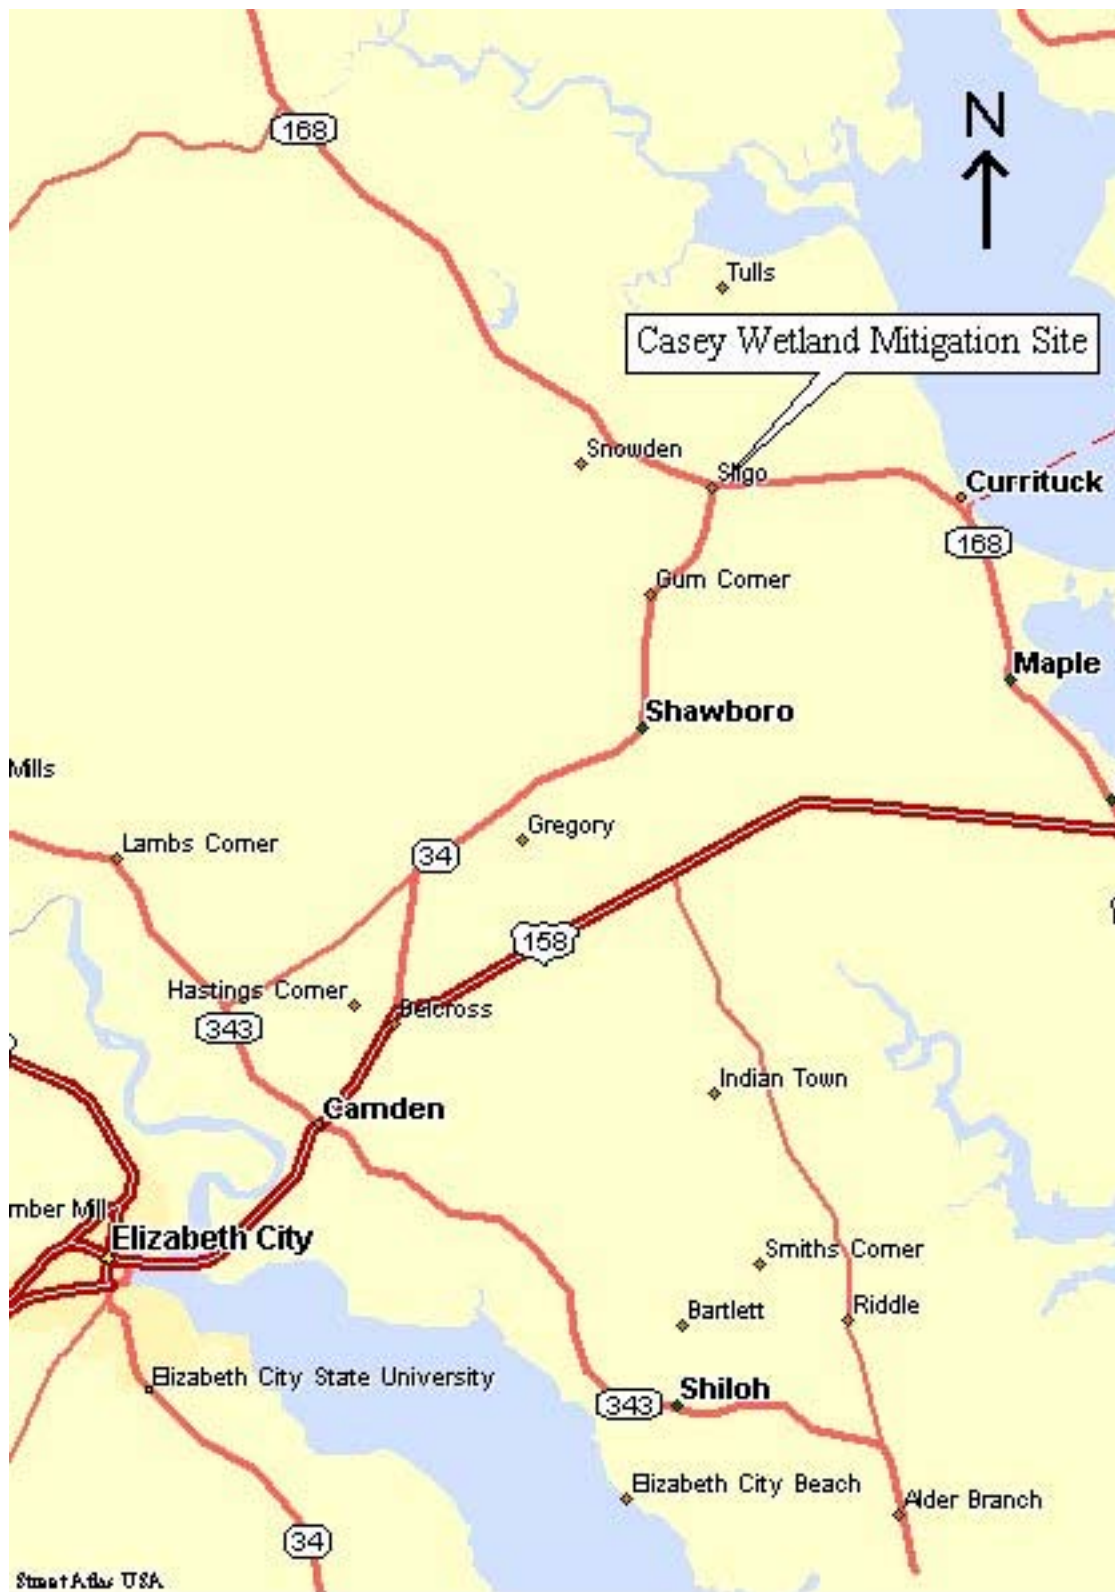 168
N
Tulls
Casey Wetland Mitigation Site
Snowden
Sligo
Currituck
168
Gum Corner
Maple
Shawboro
Mills
Gregory
Lambs Corner
34
158
Hastings Corner
Belcross
343
Indian Town
Camden
mber Mill
Elizabeth City
Smiths Corner
Bartlett
Riddle
Elizabeth City State University
Shiloh
343
Elizabeth City Beach
Alder Branch
34
Street Atlas USA